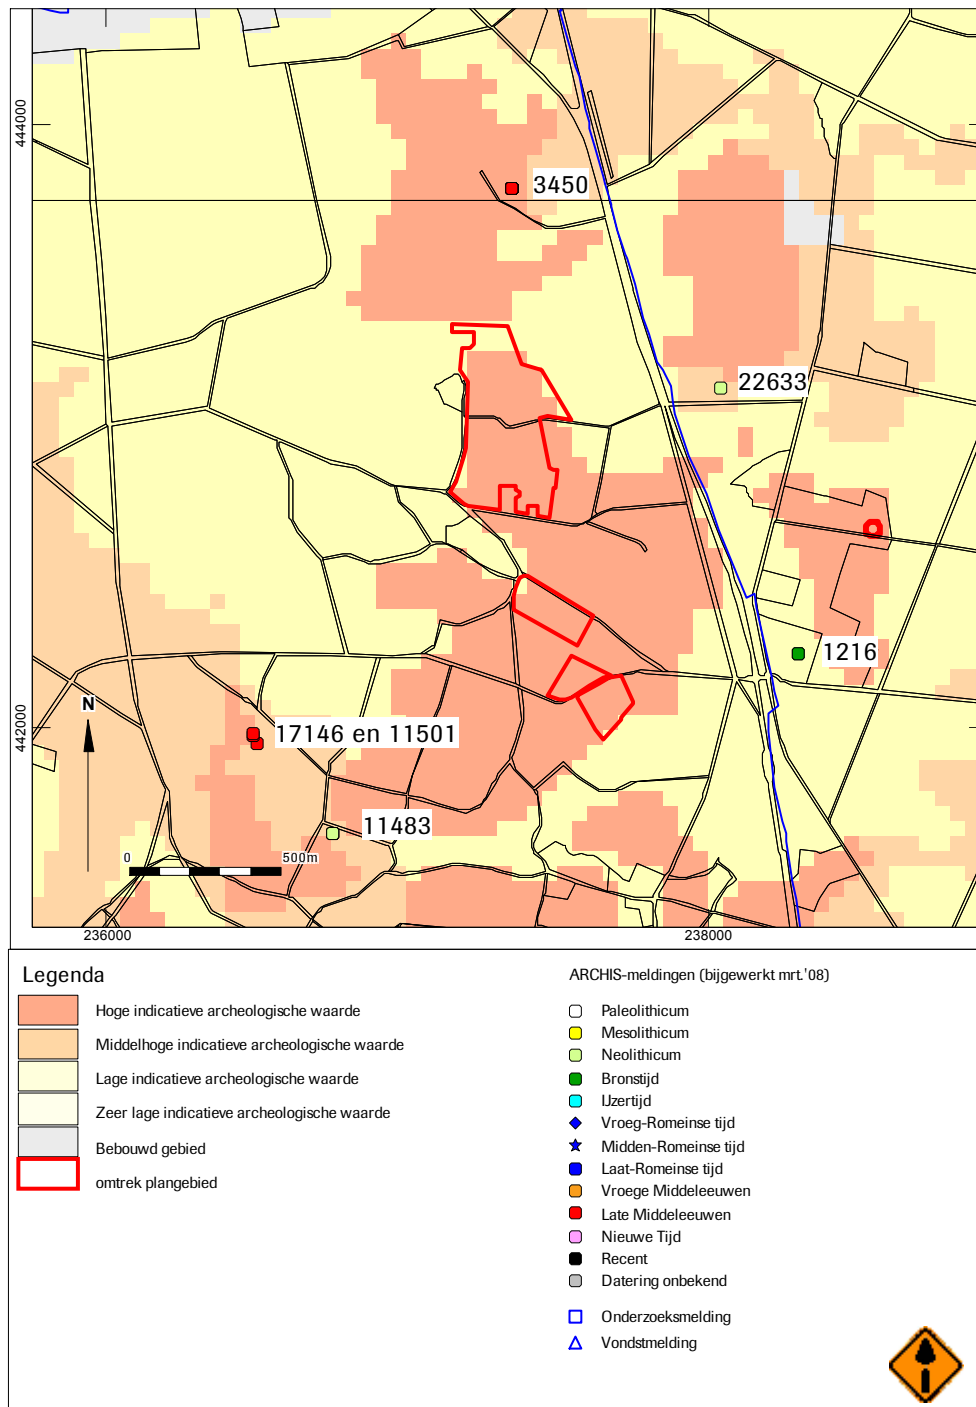 444000
3450
22633
1216
N
442000
17146 en 11501
11483
0
500m
236000
238000
Legenda
Hoge indicatieve archeologische waarde
Middelhoge indicatieve archeologische waarde
Lage indicatieve archeologische waarde
Zeer lage indicatieve archeologische waarde
Bebouwd gebied
omtrek plangebied
ARCHIS-meldingen (bijgewerkt mrt.'08)
Paleolithicum
Mesolithicum
Neolithicum
Bronstijd
IJzertijd
Vroeg-Romeinse tijd
Midden-Romeinse tijd
Laat-Romeinse tijd
Vroege Middeleeuwen
Late Middeleeuwen
Nieuwe Tijd
Recent
Datering onbekend
Onderzoeksmelding
Vondstmelding